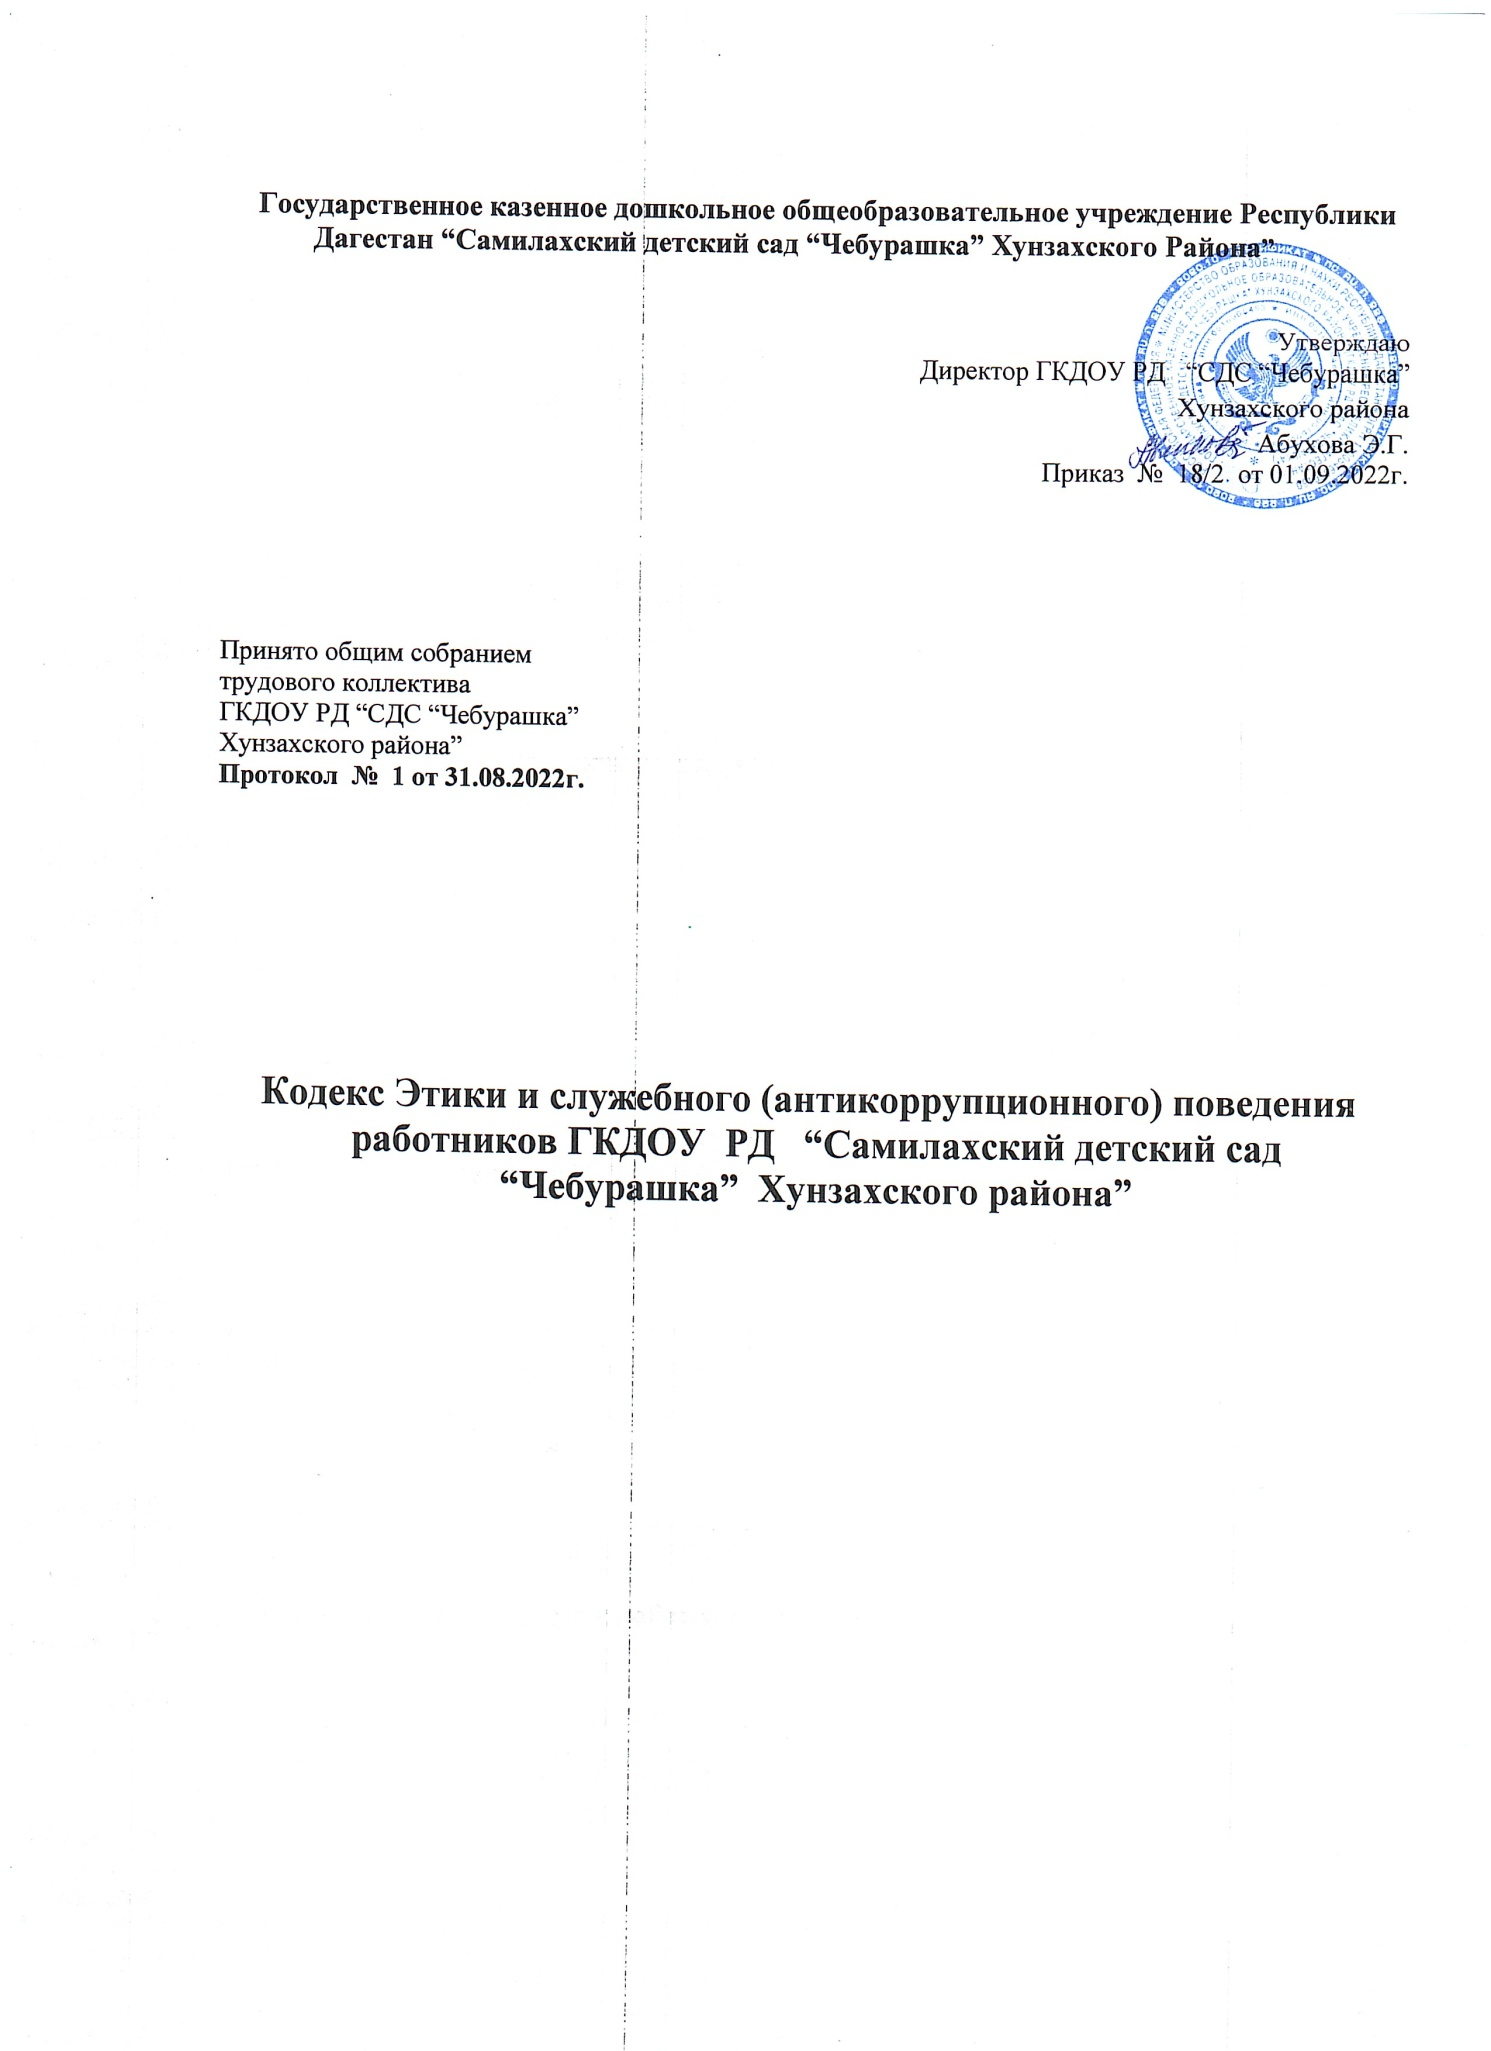 Государственное казенное дошкольное общеобразовательное учреждение Республики
Дагестан “Самилахский детский сад “Чебурашка” Хунзахского Района”
Утверждаю
Директор ГКДОУ РД “СДС “Чебурашка”
Хунзахского района
Абухова Э.Г.
Приказ № 18/2. от 01.09.2022г.
Принято общим собранием
трудового коллектива
ГКДОУ РД “СДС “Чебурашка”
Хунзахского района”
Протокол № 1 от 31.08.2022г.
Кодекс Этики и служебного (антикоррупционного) поведения
работников ГКДОУ РД “Самилахский детский сад
“Чебурашка” Хунзахского района”